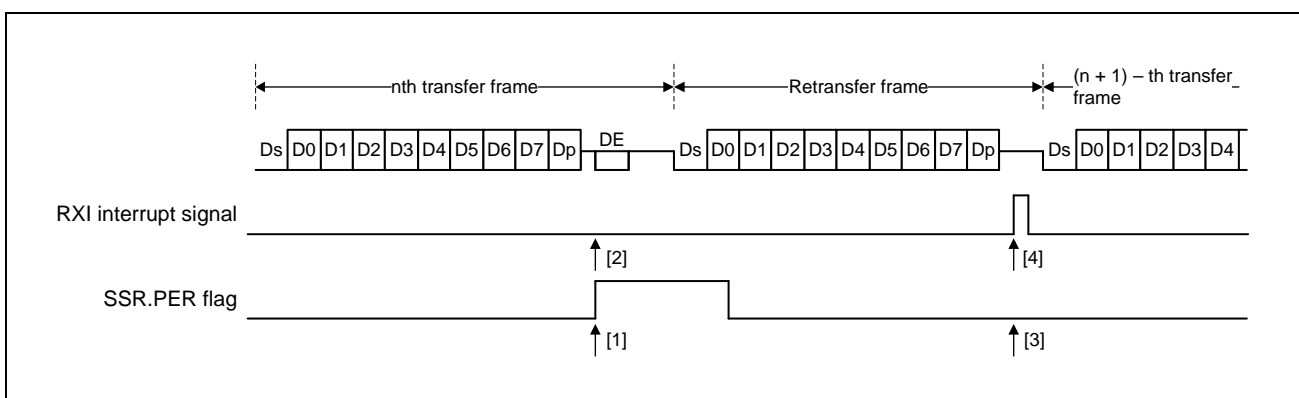 nth transfer frame Retransfer frame (n + 1) – th transfer
frame
Ds D0 D1 D2 D3 D4 D5 D6 D7 Dp DE Ds D0 D1 D2 D3 D4 D5 D6 D7 Dp Ds D0 D1 D2 D3 D4
RXI interrupt signal
[2] [4]
SSR.PER flag
[1] [3]